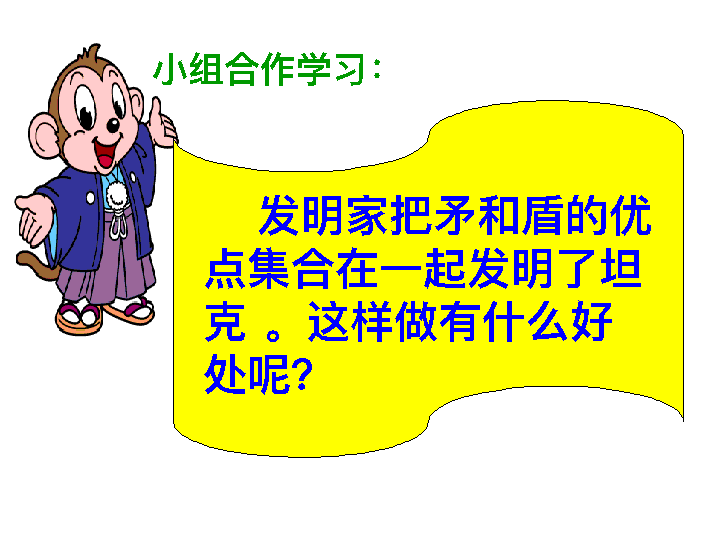 小组合作学习：
发明家把矛和盾的优
点集合在一起发明了坦
克 。这样做有什么好
处呢？